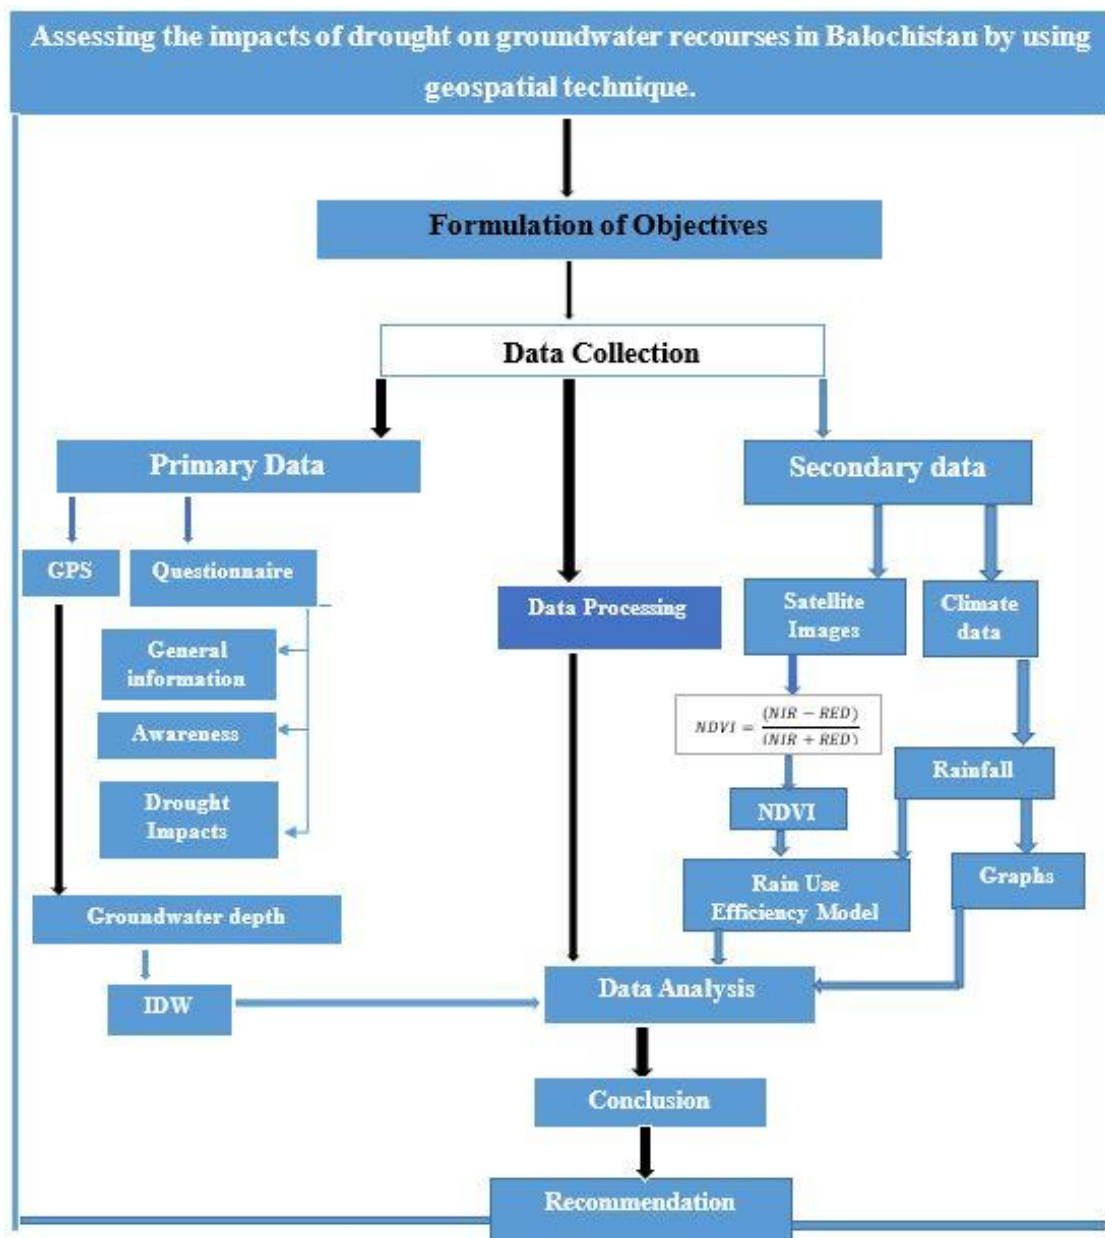 Assessing the impacts of drought on groundwater recourses in Balochistan by using
geospatial technique.
Formulation of Objectives
Data Collection
Primary Data
Secondary data
GPS
Questionnaire
Data Processing
Satellite
Images
Climate
data
General
information
Awareness
Drought
Impacts
NDVI = (NIR − RED) / (NIR + RED)
Rainfall
NDVI
Rain Use
Efficiency Model
Graphs
Groundwater depth
IDW
Data Analysis
Conclusion
Recommendation